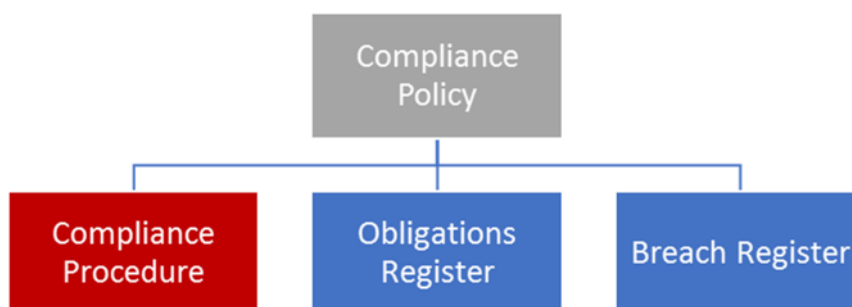 Compliance
Policy
Compliance
Procedure
Obligations
Register
Breach Register